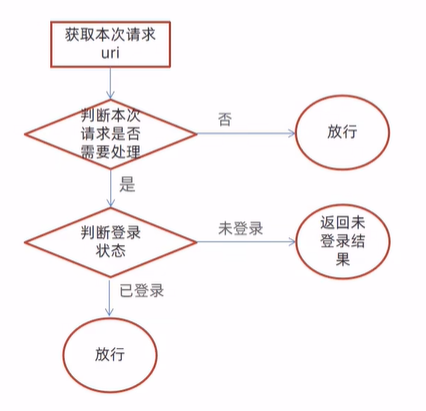 获取本次请求
uri
判断本次
请求是否
需要处理
否
放行
是
判断登录
状态
未登录
返回未
登录结
果
已登录
放行